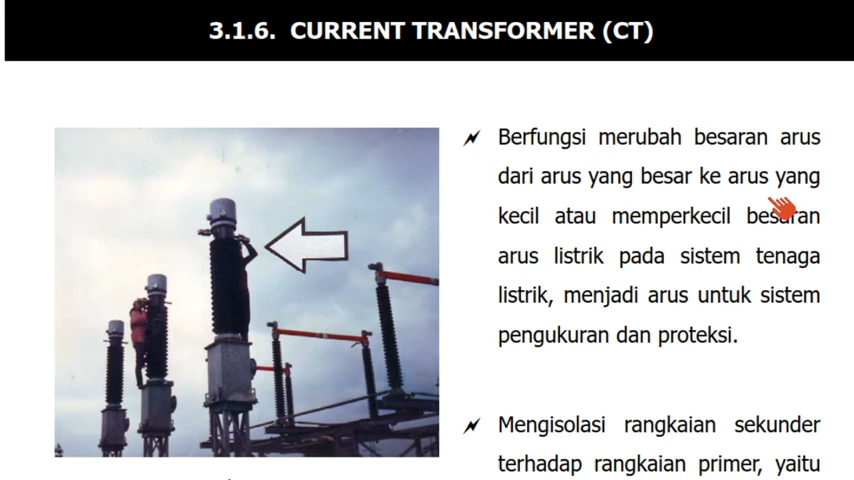 3.1.6. CURRENT TRANSFORMER (CT)
Berfungsi merubah besaran arus
dari arus yang besar ke arus yang
kecil atau memperkecil besaran
arus listrik pada sistem tenaga
listrik, menjadi arus untuk sistem
pengukuran dan proteksi.
Mengisolasi rangkaian sekunder
terhadap rangkaian primer, yaitu